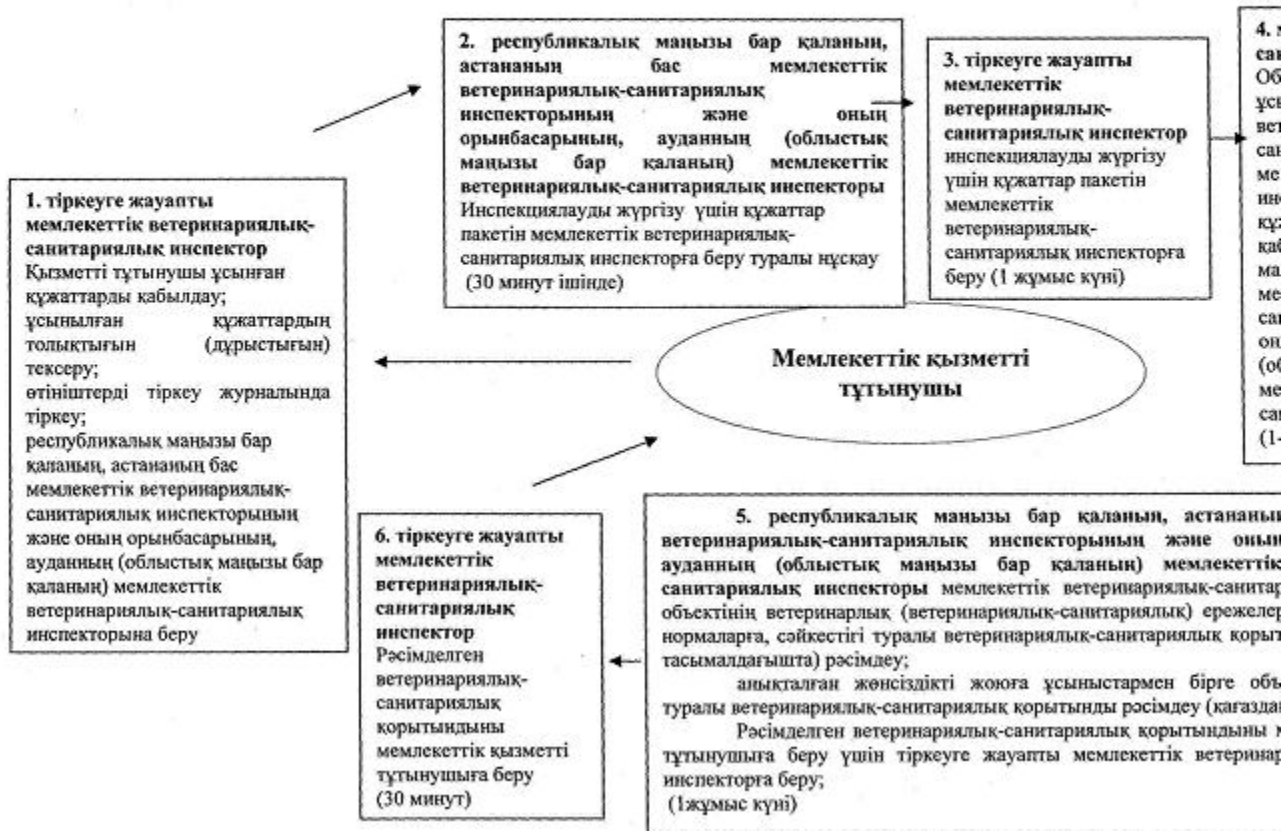 1. тіркеуге жауапты
мемлекеттік ветеринариялық-
санитариялық инспектор
Қызметті тұтынушы ұсынған
құжаттарды қабылдау;
ұсынылған құжаттардың
толықтығын (дұрыстығын)
тексеру;
өтініштерді тіркеу журналында
тіркеу;
республикалық маңызы бар
қаланың, астананың бас
мемлекеттік ветеринариялық-
санитариялық инспекторының
және оның орынбасарының,
ауданның (облыстық маңызы бар
қаланың) мемлекеттік
ветеринариялық-санитариялық
инспекторына беру
2. республикалық маңызы бар қаланың,
астананың бас мемлекеттік
ветеринариялық-санитариялық
инспекторының және оның
орынбасарының, ауданның (облыстық
маңызы бар қаланың) мемлекеттік
ветеринариялық-санитариялық инспекторы
Инспекциялауды жүргізу үшін құжаттар
пакетін мемлекеттік ветеринариялық-
санитариялық инспекторға беру туралы нұсқау
(30 минут ішінде)
3. тіркеуге жауапты
мемлекеттік
ветеринариялық-
санитариялық инспектор
инспекциялауды жүргізу
үшін құжаттар пакетін
мемлекеттік
ветеринариялық-
санитариялық инспекторға
беру (1 жұмыс күні)
4.
Мемлекеттік қызметті
тұтынушы
5. республикалық маңызы бар қаланың, астананың
ветеринариялық-санитариялық инспекторының және оның
ауданның (облыстық маңызы бар қаланың) мемлекеттік
санитариялық инспекторы мемлекеттік ветеринариялық-санитар
объектінің ветеринарлық (ветеринариялық-санитариялық) ережелер
нормаларға, сәйкестігі туралы ветеринариялық-санитариялық қорыт
тасымалдағышта) рәсімдеу;
анықталған жөнсіздікті жоюға ұсыныстармен бірге объ
туралы ветеринариялық-санитариялық қорытынды рәсімдеу (қағаздан
Рәсімделген ветеринариялық-санитариялық қорытындыны м
тұтынушыға беру үшін тіркеуге жауапты мемлекеттік ветеринар
инспекторға беру;
(1жұмыс күні)
6. тіркеуге жауапты
мемлекеттік
ветеринариялық-
санитариялық
инспектор
Рәсімделген
ветеринариялық-
санитариялық
қорытындыны
мемлекеттік қызметті
тұтынушыға беру
(30 минут)